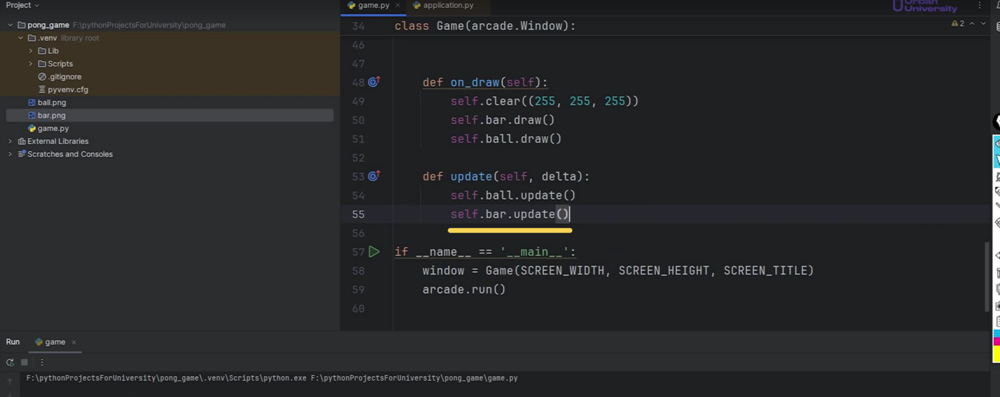 Project
game.py
application.py
Urban University
pong_game F:\pythonProjectsForUniversity\pong_game
.venv library root
Lib
Scripts
.gitignore
pyvenv.cfg
ball.png
bar.png
game.py
External Libraries
Scratches and Consoles
34 class Game(arcade.Window):
2
46
47
48 def on_draw(self):
49 self.clear((255, 255, 255))
50 self.bar.draw()
51 self.ball.draw()
52
53 def update(self, delta):
54 self.ball.update()
55 self.bar.update()
56
57 if __name__ == '__main__':
58 window = Game(SCREEN_WIDTH, SCREEN_HEIGHT, SCREEN_TITLE)
59 arcade.run()
60
Run game
F:\pythonProjectsForUniversity\pong_game\.venv\Scripts\python.exe F:\pythonProjectsForUniversity\pong_game\game.py